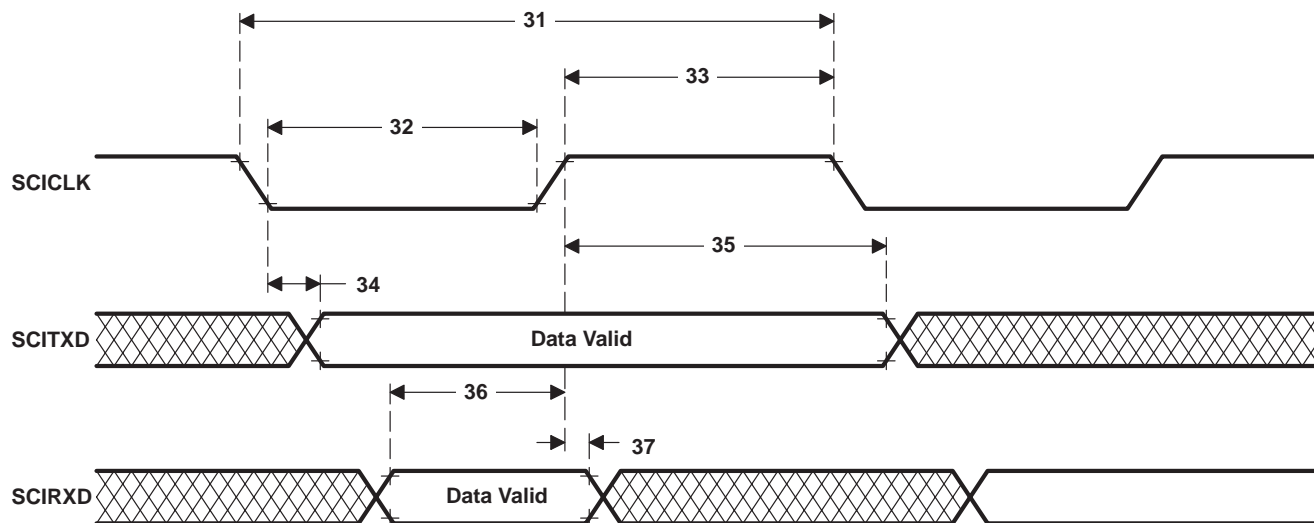 31
33
32
SCICLK
35
34
SCITXD
Data Valid
36
37
SCIRXD
Data Valid